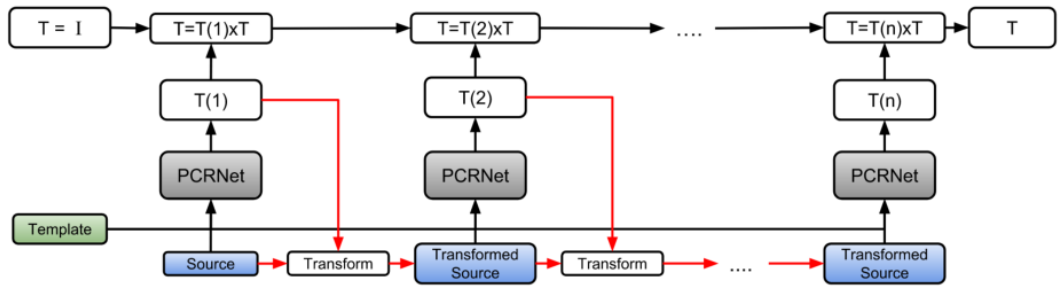 T = I
T=T(1)xT
T=T(2)xT
....
T=T(n)xT
T
T(1)
T(2)
T(n)
PCRNet
PCRNet
PCRNet
Template
Source
Transform
Transformed
Source
Transform
....
Transformed
Source